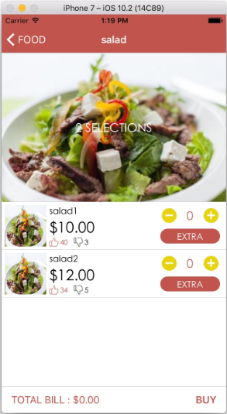 iPhone 7 – iOS 10.2 (14C89)
Carrier 1:19 PM
FOOD salad
2 SELECTIONS
salad1
$10.00
40 3
0
EXTRA
salad2
$12.00
34 5
0
EXTRA
TOTAL BILL : $0.00 BUY